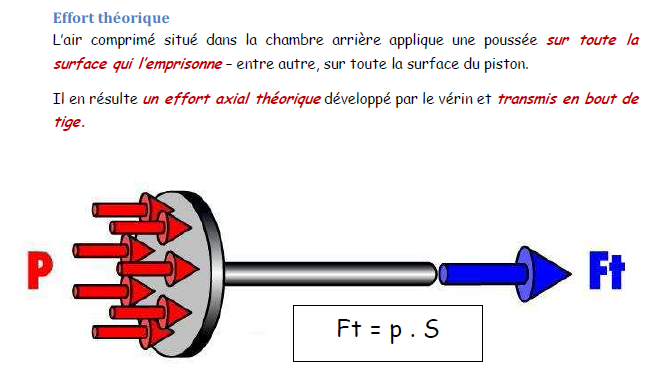 Effort théorique
L'air comprimé situé dans la chambre arrière applique une poussée sur toute la
surface qui l'emprisonne – entre autre, sur toute la surface du piston.
Il en résulte un effort axial théorique développé par le vérin et transmis en bout de
tige.
P
Ft
Ft = p . S